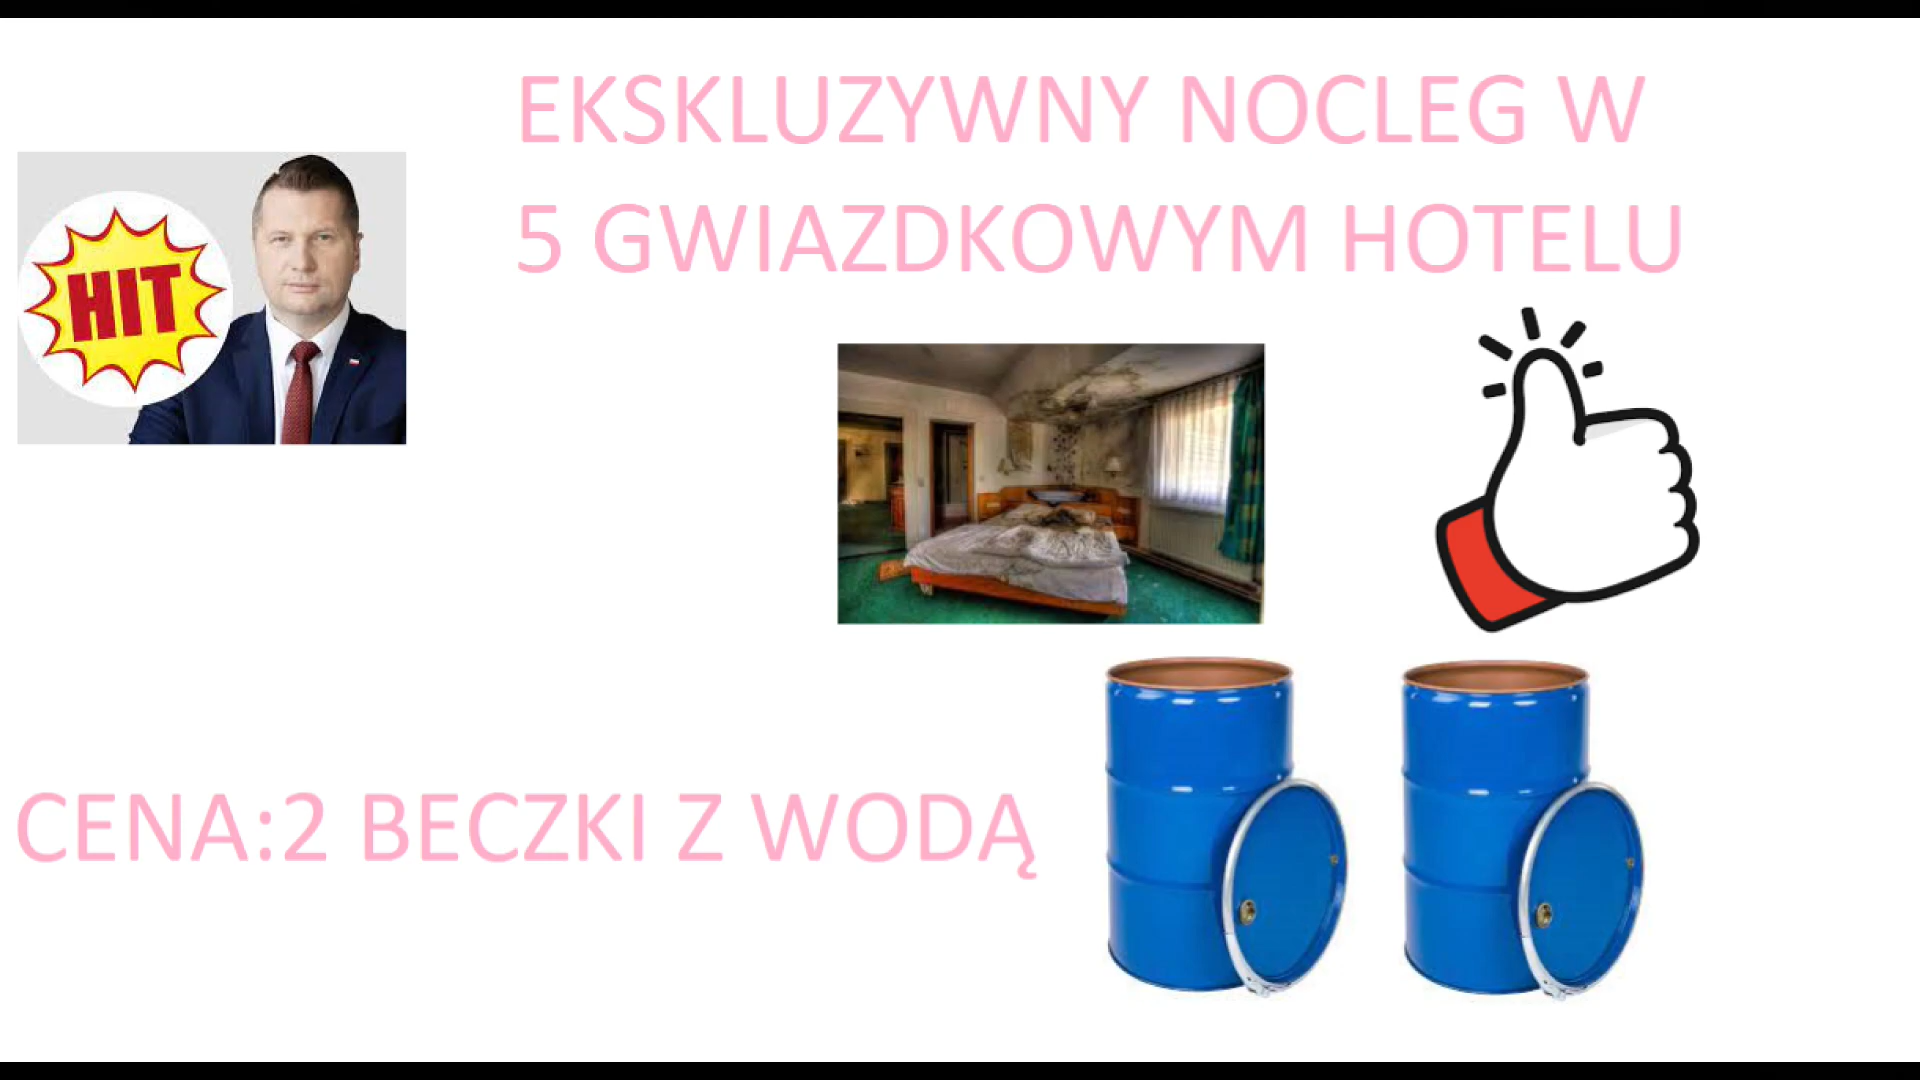 EKSKLUZYWNY NOCLEG W
5 GWIAZDKOWYM HOTELU
HIT
CENA:2 BECZKI Z WODĄ